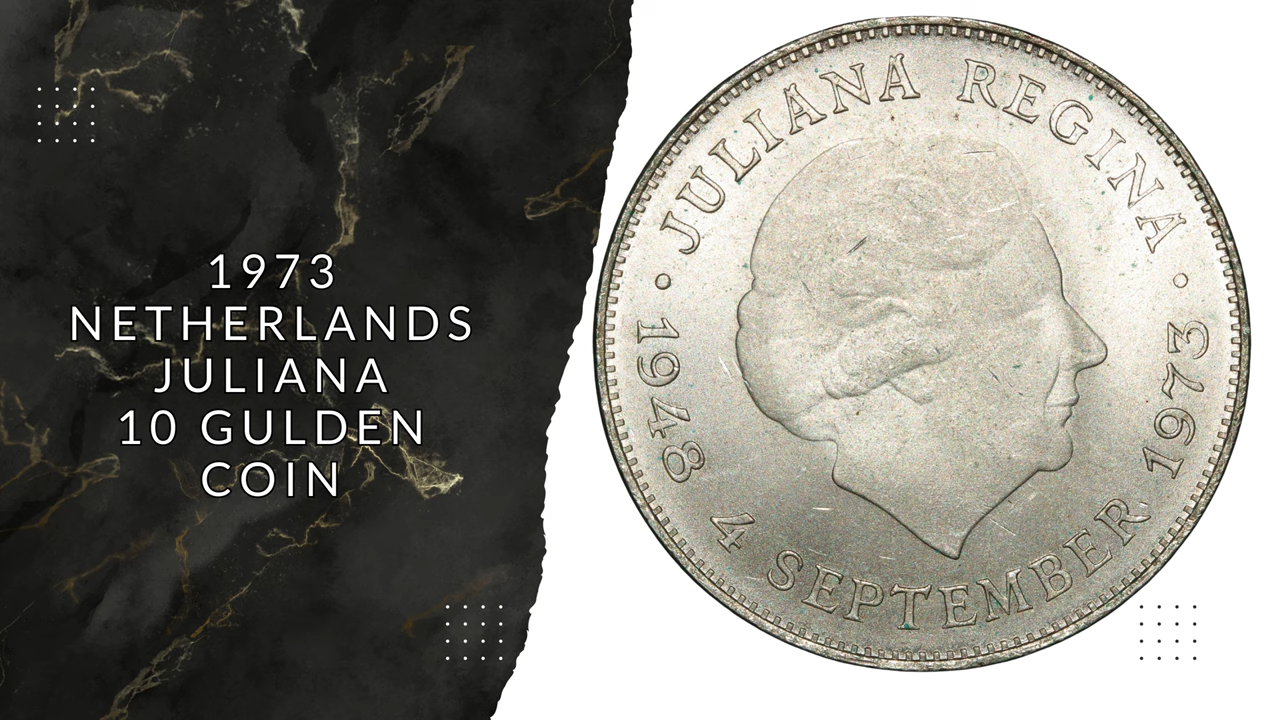 1973
NETHERLANDS
JULIANA
10 GULDEN
COIN
• JULIANA REGINA •
1948
4 SEPTEMBER 1973